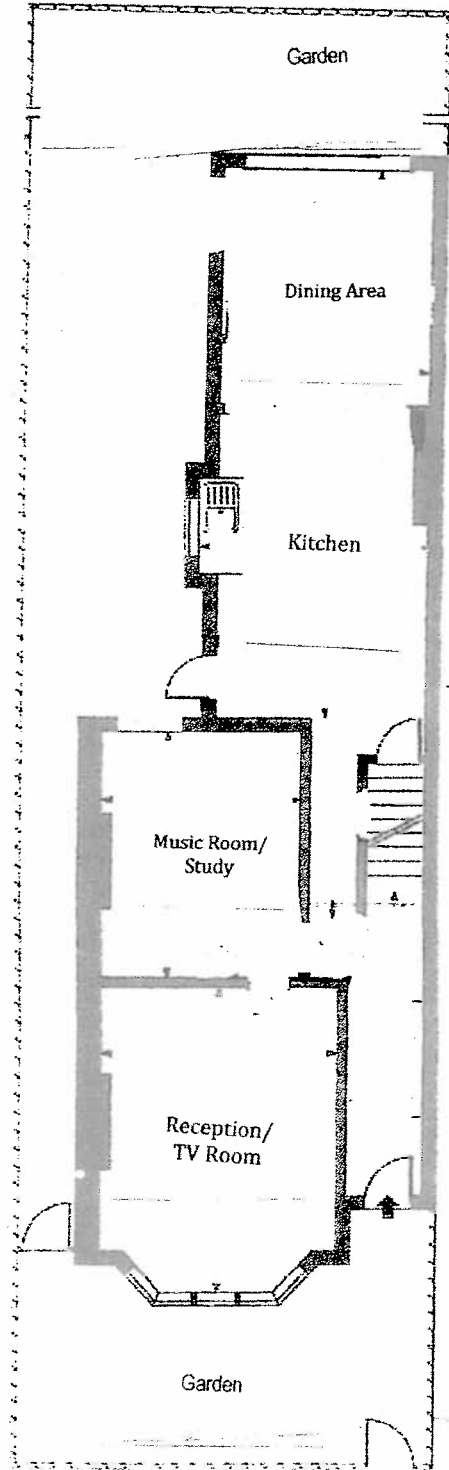 Garden
Dining Area
Kitchen
Music Room/
Study
Reception/
TV Room
Garden